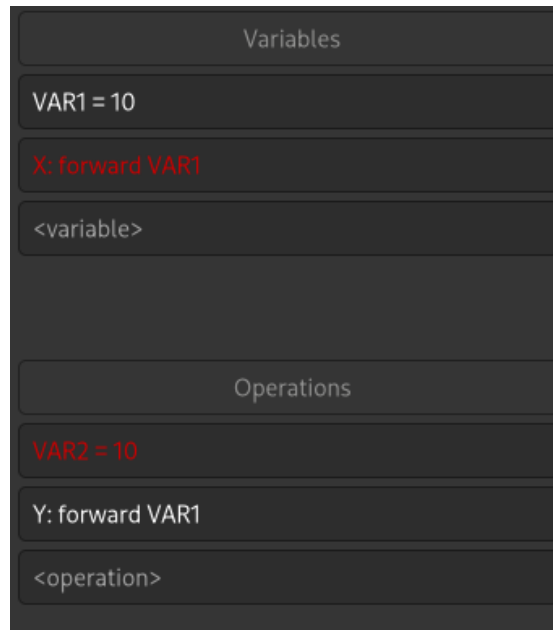 Variables
VAR1 = 10
X: forward VAR1
<variable>
Operations
VAR2 = 10
Y: forward VAR1
<operation>